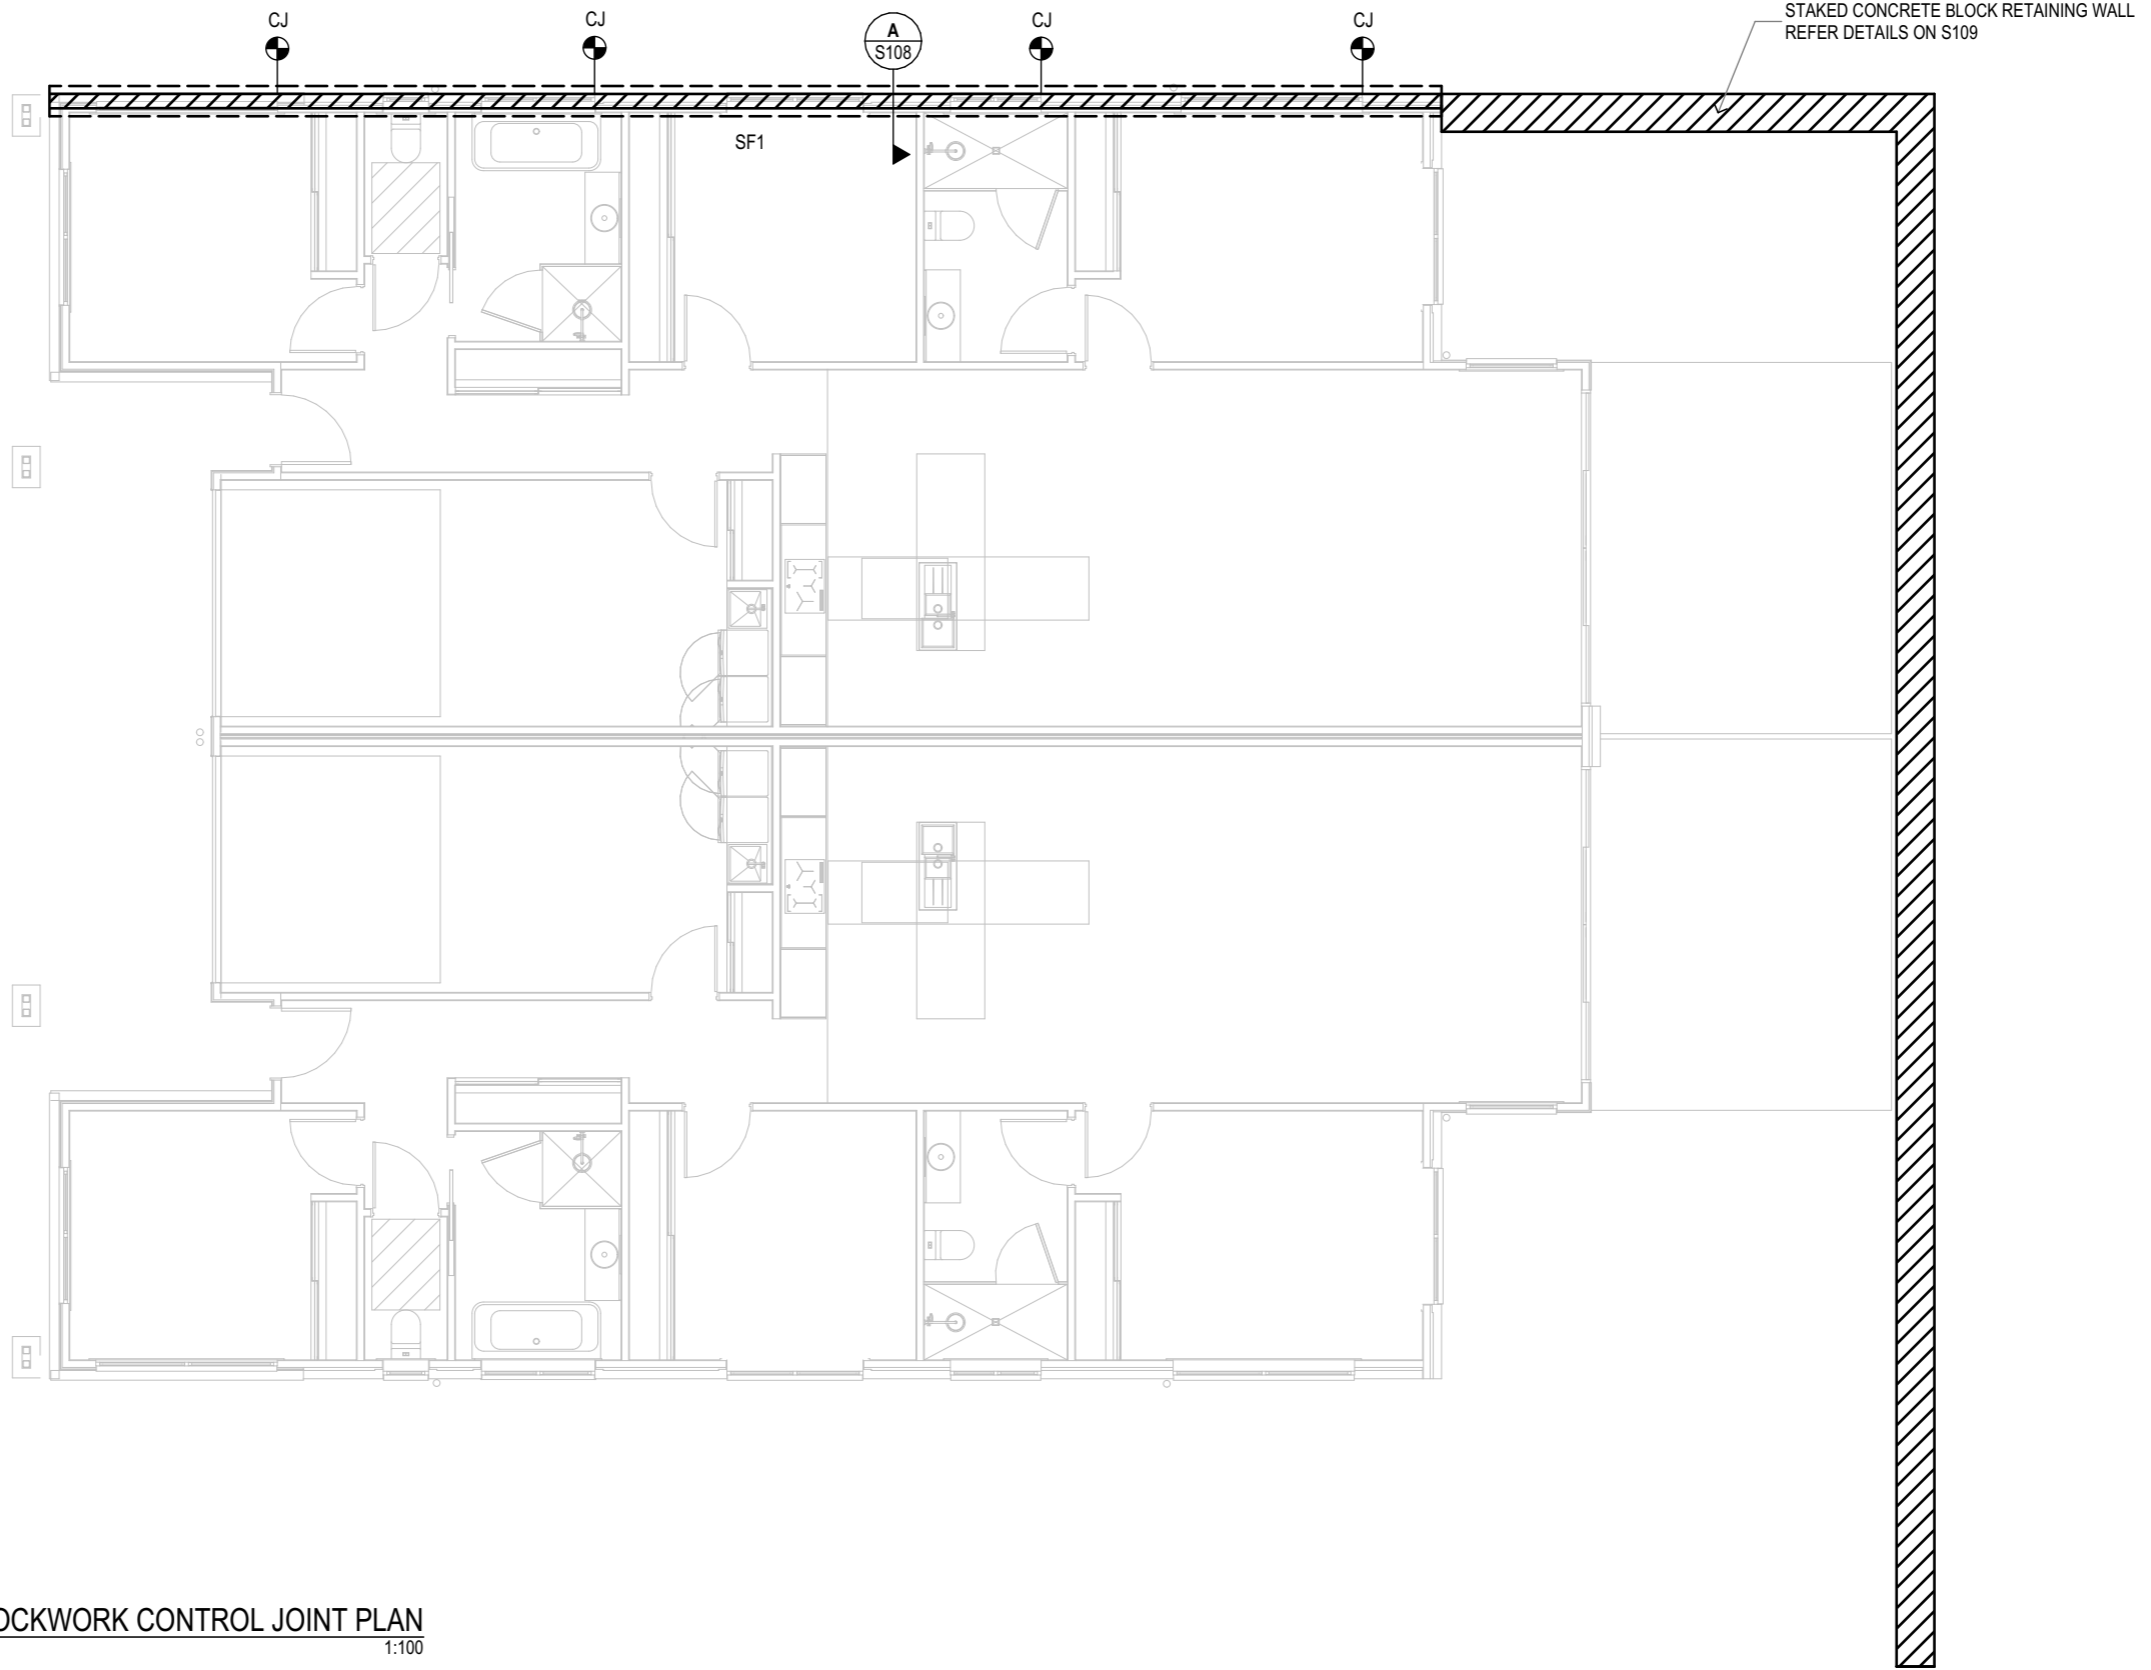 CJ
CJ
A
S108
CJ
CJ
STAKED CONCRETE BLOCK RETAINING WALL
REFER DETAILS ON S109
SF1
OCKWORK CONTROL JOINT PLAN
1:100